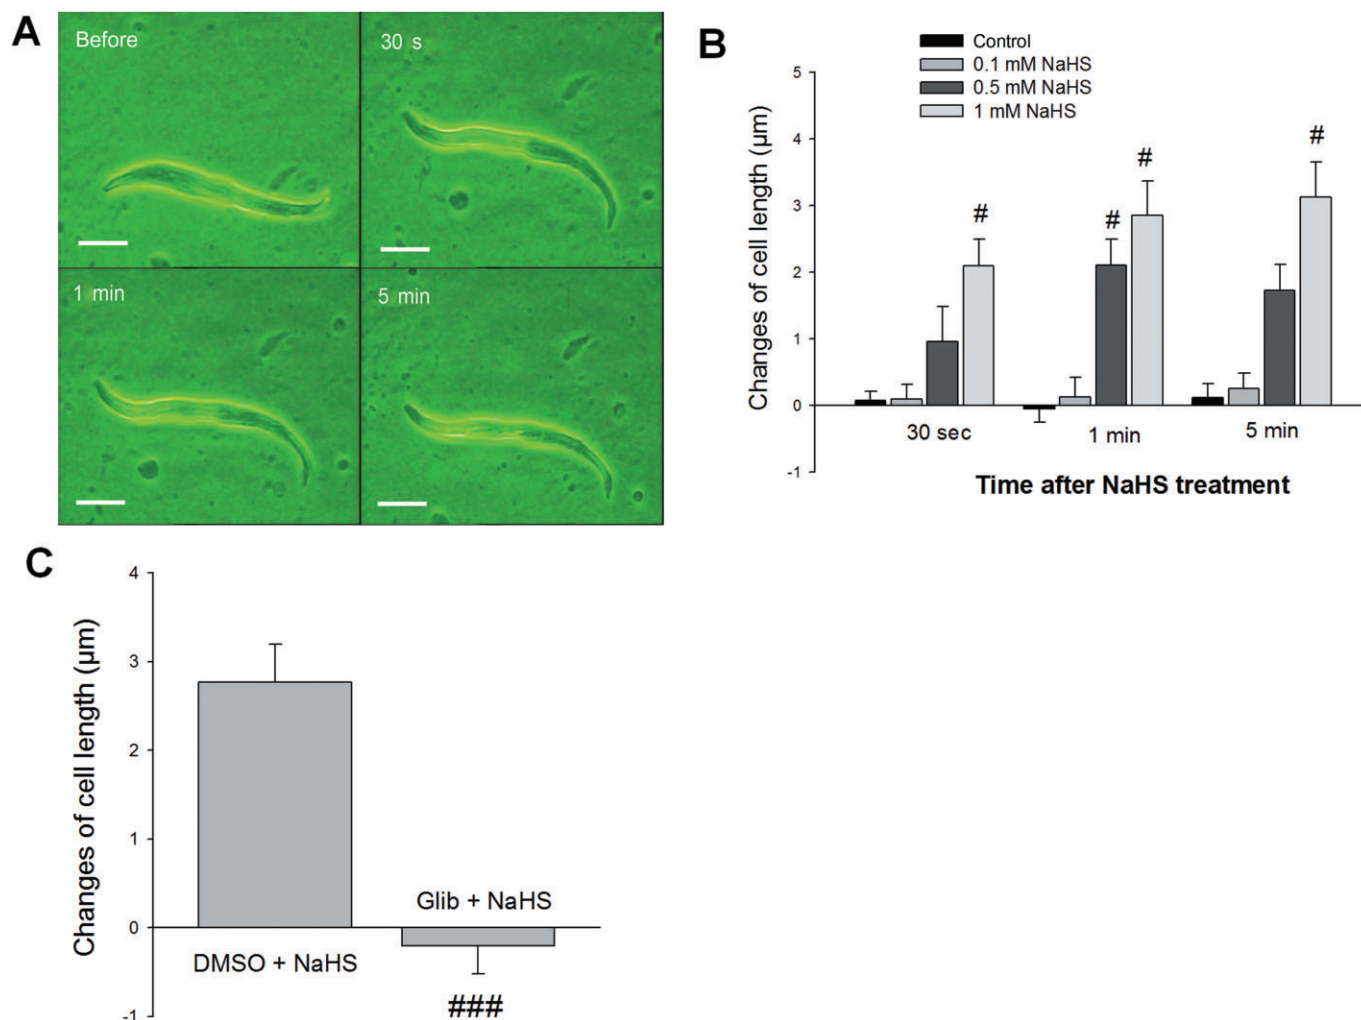 A
Before
30 s
1 min
5 min
B
Control
0.1 mM NaHS
0.5 mM NaHS
1 mM NaHS
Changes of cell length (µm)
5
4
3
2
1
0
-1
#
#
#
#
30 sec
1 min
5 min
Time after NaHS treatment
C
Changes of cell length (µm)
4
3
2
1
0
-1
Glib + NaHS
DMSO + NaHS
###